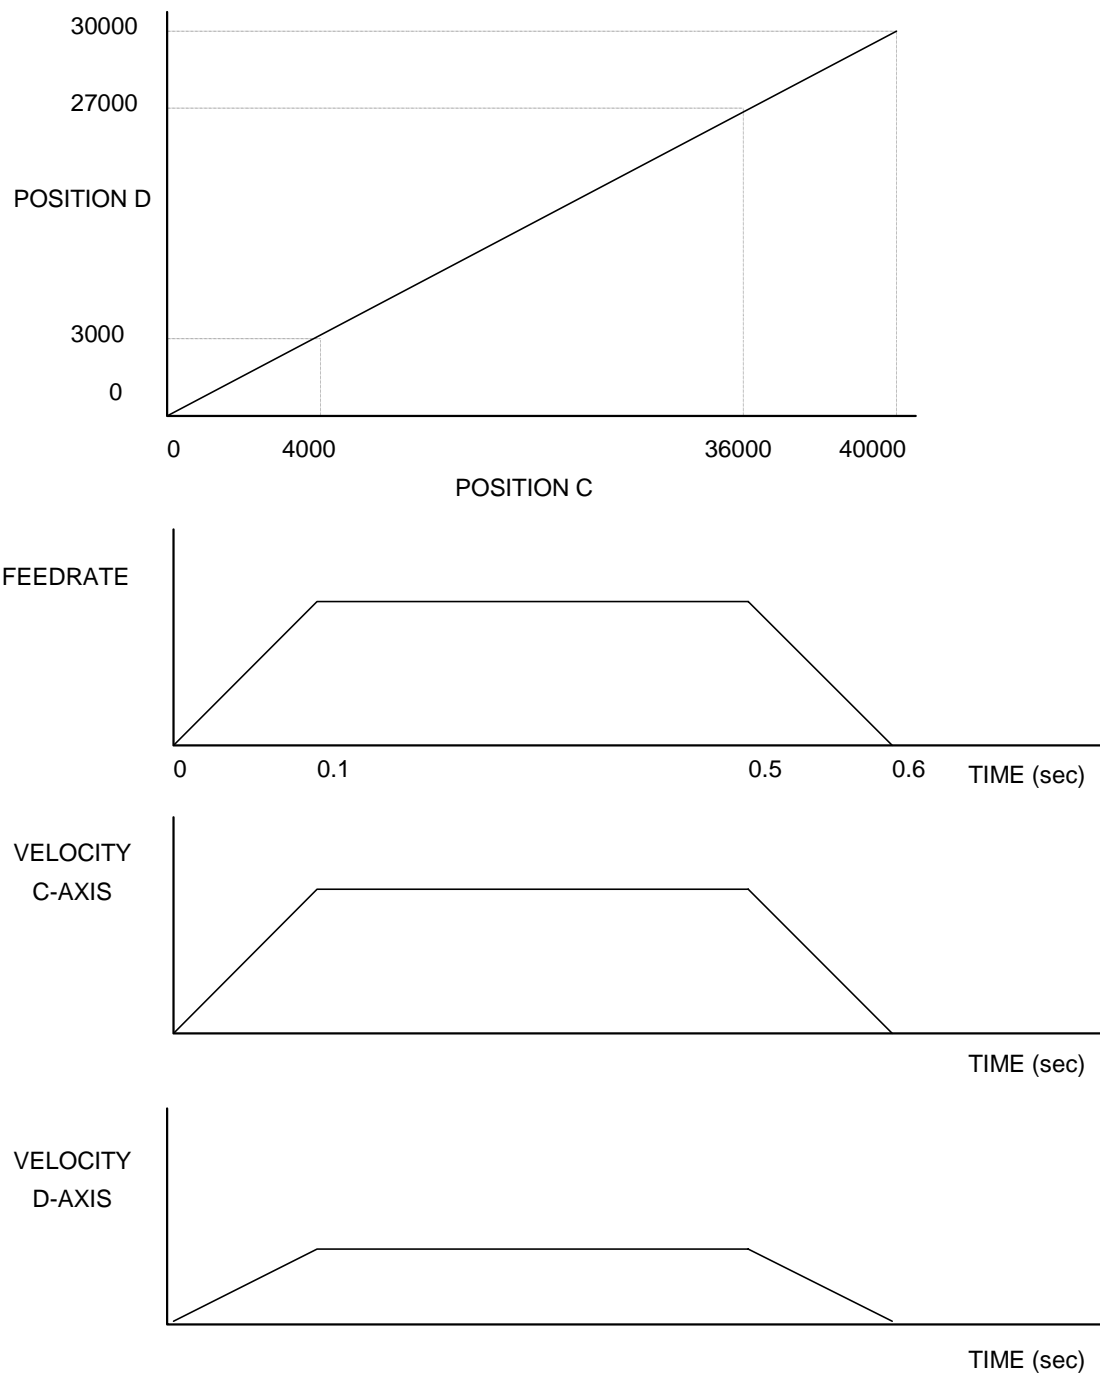 30000
27000
POSITION D
3000
0
0 4000 36000 40000
POSITION C
FEEDRATE
0 0.1 0.5 0.6 TIME (sec)
VELOCITY
C-AXIS
TIME (sec)
VELOCITY
D-AXIS
TIME (sec)